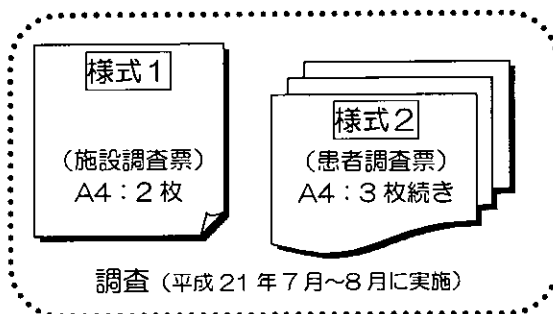 様式1
(施設調査票)
A4:2枚
様式2
(患者調査票)
A4:3枚続き
調査(平成21年7月~8月に実施)